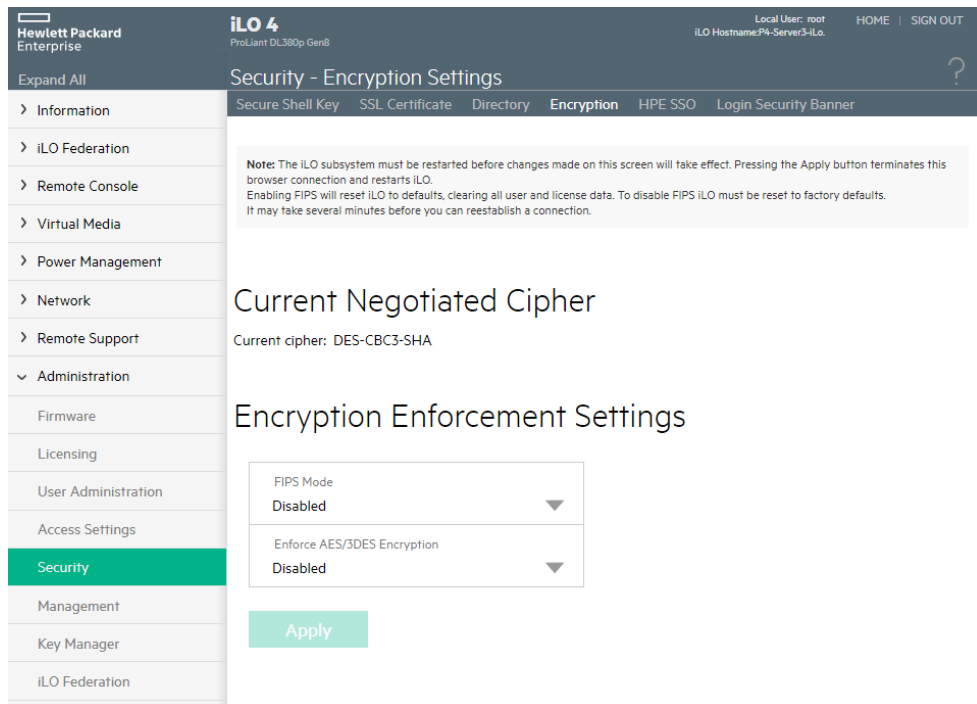 Hewlett Packard
Enterprise
iLO 4
ProLiant DL380p Gen8
Local User: root
iLO Hostname:P4-Server3-iLo.
HOME | SIGN OUT
Expand All
Security - Encryption Settings
?
Secure Shell Key SSL Certificate Directory Encryption HPE SSO Login Security Banner
Information
iLO Federation
Remote Console
Virtual Media
Power Management
Network
Remote Support
Administration
Firmware
Licensing
User Administration
Access Settings
Security
Management
Key Manager
iLO Federation
Note: The iLO subsystem must be restarted before changes made on this screen will take effect. Pressing the Apply button terminates this
browser connection and restarts iLO.
Enabling FIPS will reset iLO to defaults, clearing all user and license data. To disable FIPS iLO must be reset to factory defaults.
It may take several minutes before you can reestablish a connection.
Current Negotiated Cipher
Current cipher: DES-CBC3-SHA
Encryption Enforcement Settings
FIPS Mode
Disabled
Enforce AES/3DES Encryption
Disabled
Apply